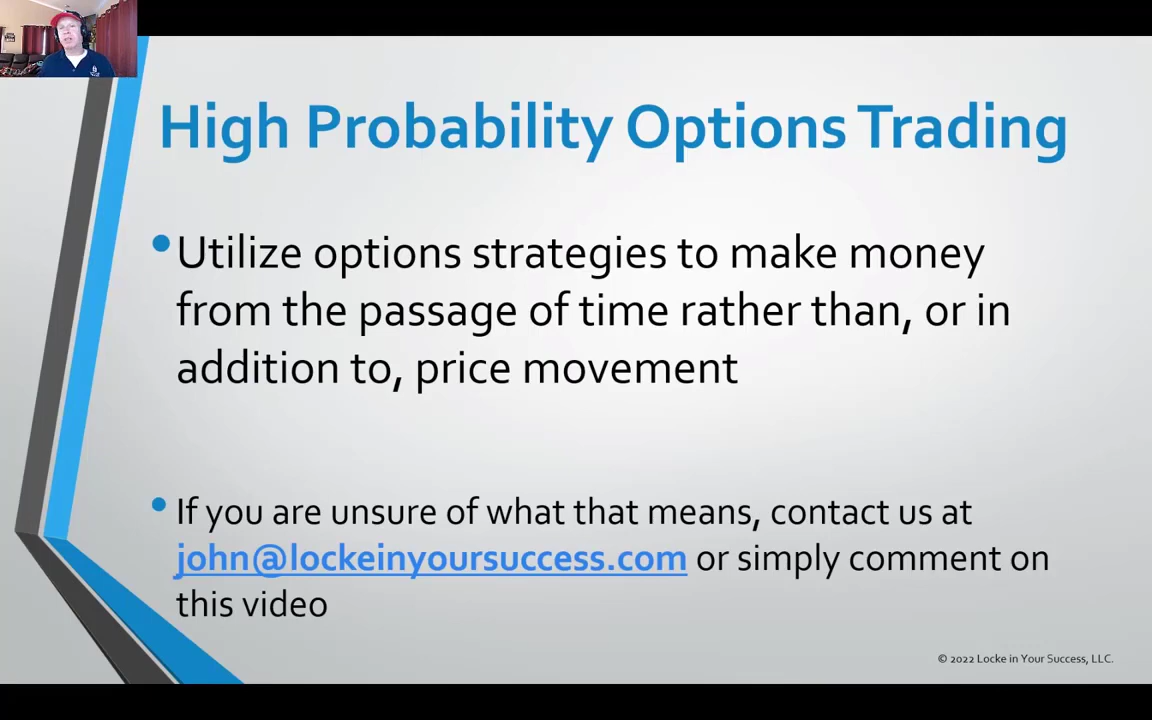 High Probability Options Trading
•Utilize options strategies to make money
from the passage of time rather than, or in
addition to, price movement
• If you are unsure of what that means, contact us at
john@lockeinyoursuccess.com or simply comment on
this video
© 2022 Locke in Your Success, LLC.